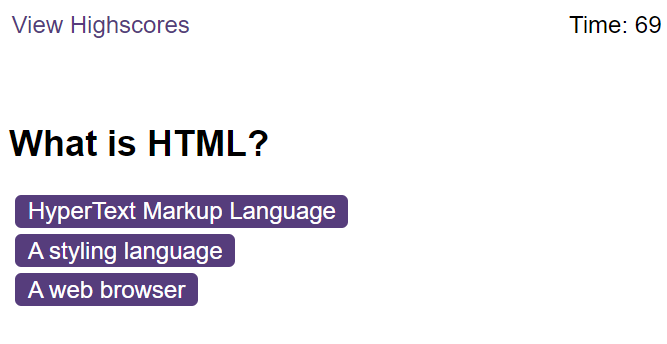 View Highscores Time: 69
What is HTML?
HyperText Markup Language
A styling language
A web browser